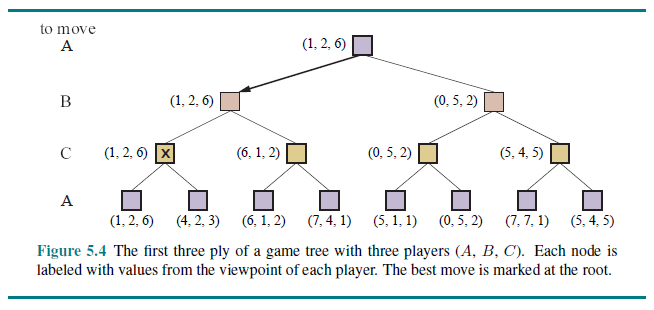 to move
A (1, 2, 6)
B (1, 2, 6) (0, 5, 2)
C (1, 2, 6) X (6, 1, 2) (0, 5, 2) (5, 4, 5)
A
(1, 2, 6) (4, 2, 3) (6, 1, 2) (7, 4, 1) (5, 1, 1) (0, 5, 2) (7, 7, 1) (5, 4, 5)
Figure 5.4 The first three ply of a game tree with three players (A, B, C). Each node is
labeled with values from the viewpoint of each player. The best move is marked at the root.